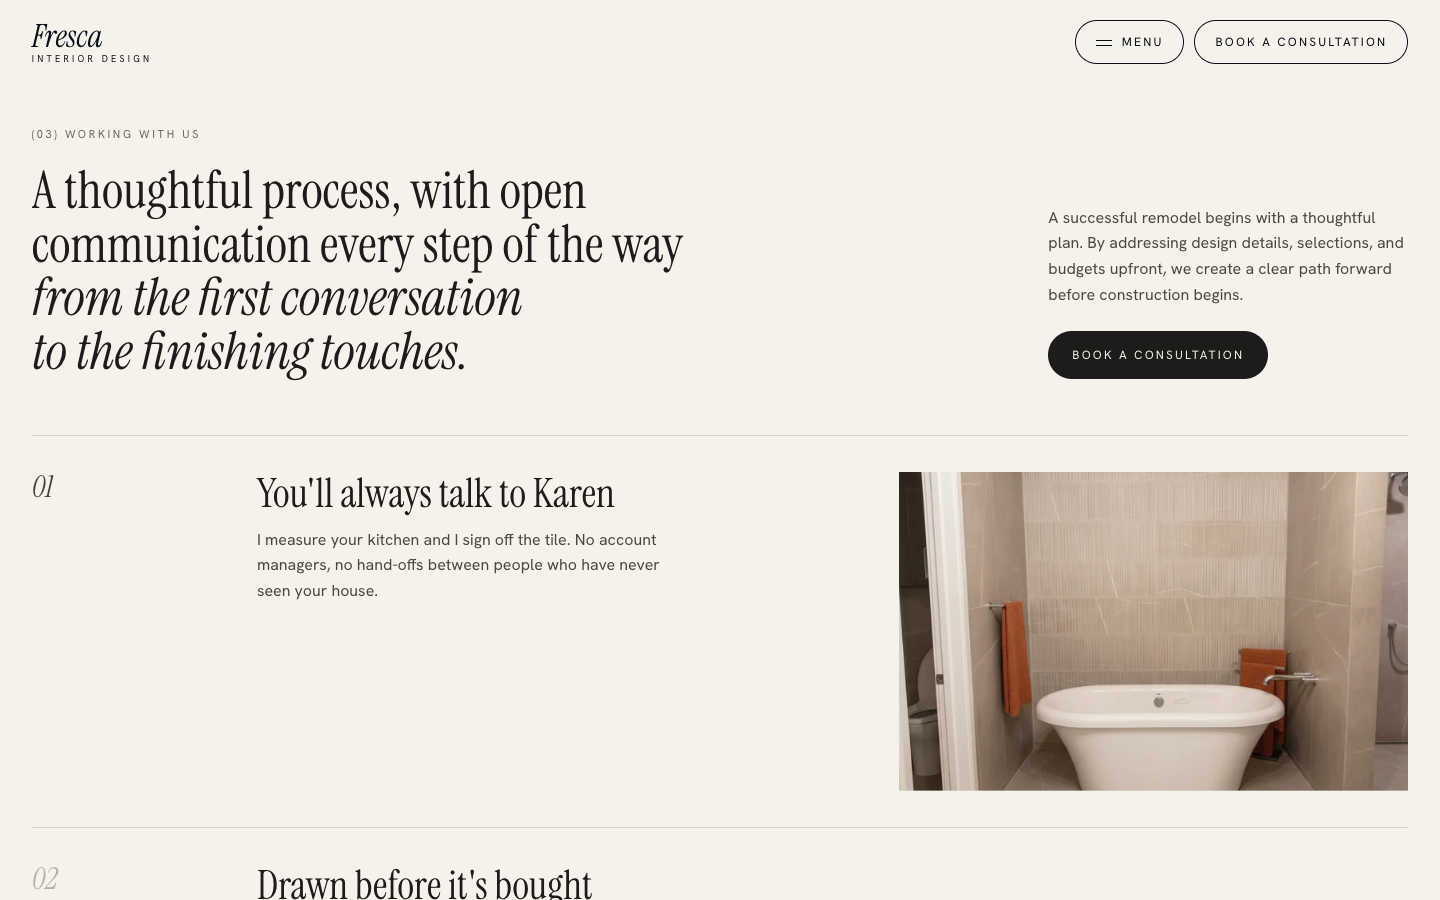 Fresca
INTERIOR DESIGN
MENU
BOOK A CONSULTATION
(03) WORKING WITH US
A thoughtful process, with open
communication every step of the way
from the first conversation
to the finishing touches.
A successful remodel begins with a thoughtful
plan. By addressing design details, selections, and
budgets upfront, we create a clear path forward
before construction begins.
BOOK A CONSULTATION
01
You'll always talk to Karen
I measure your kitchen and I sign off the tile. No account
managers, no hand-offs between people who have never
seen your house.
02
Drawn before it's bought